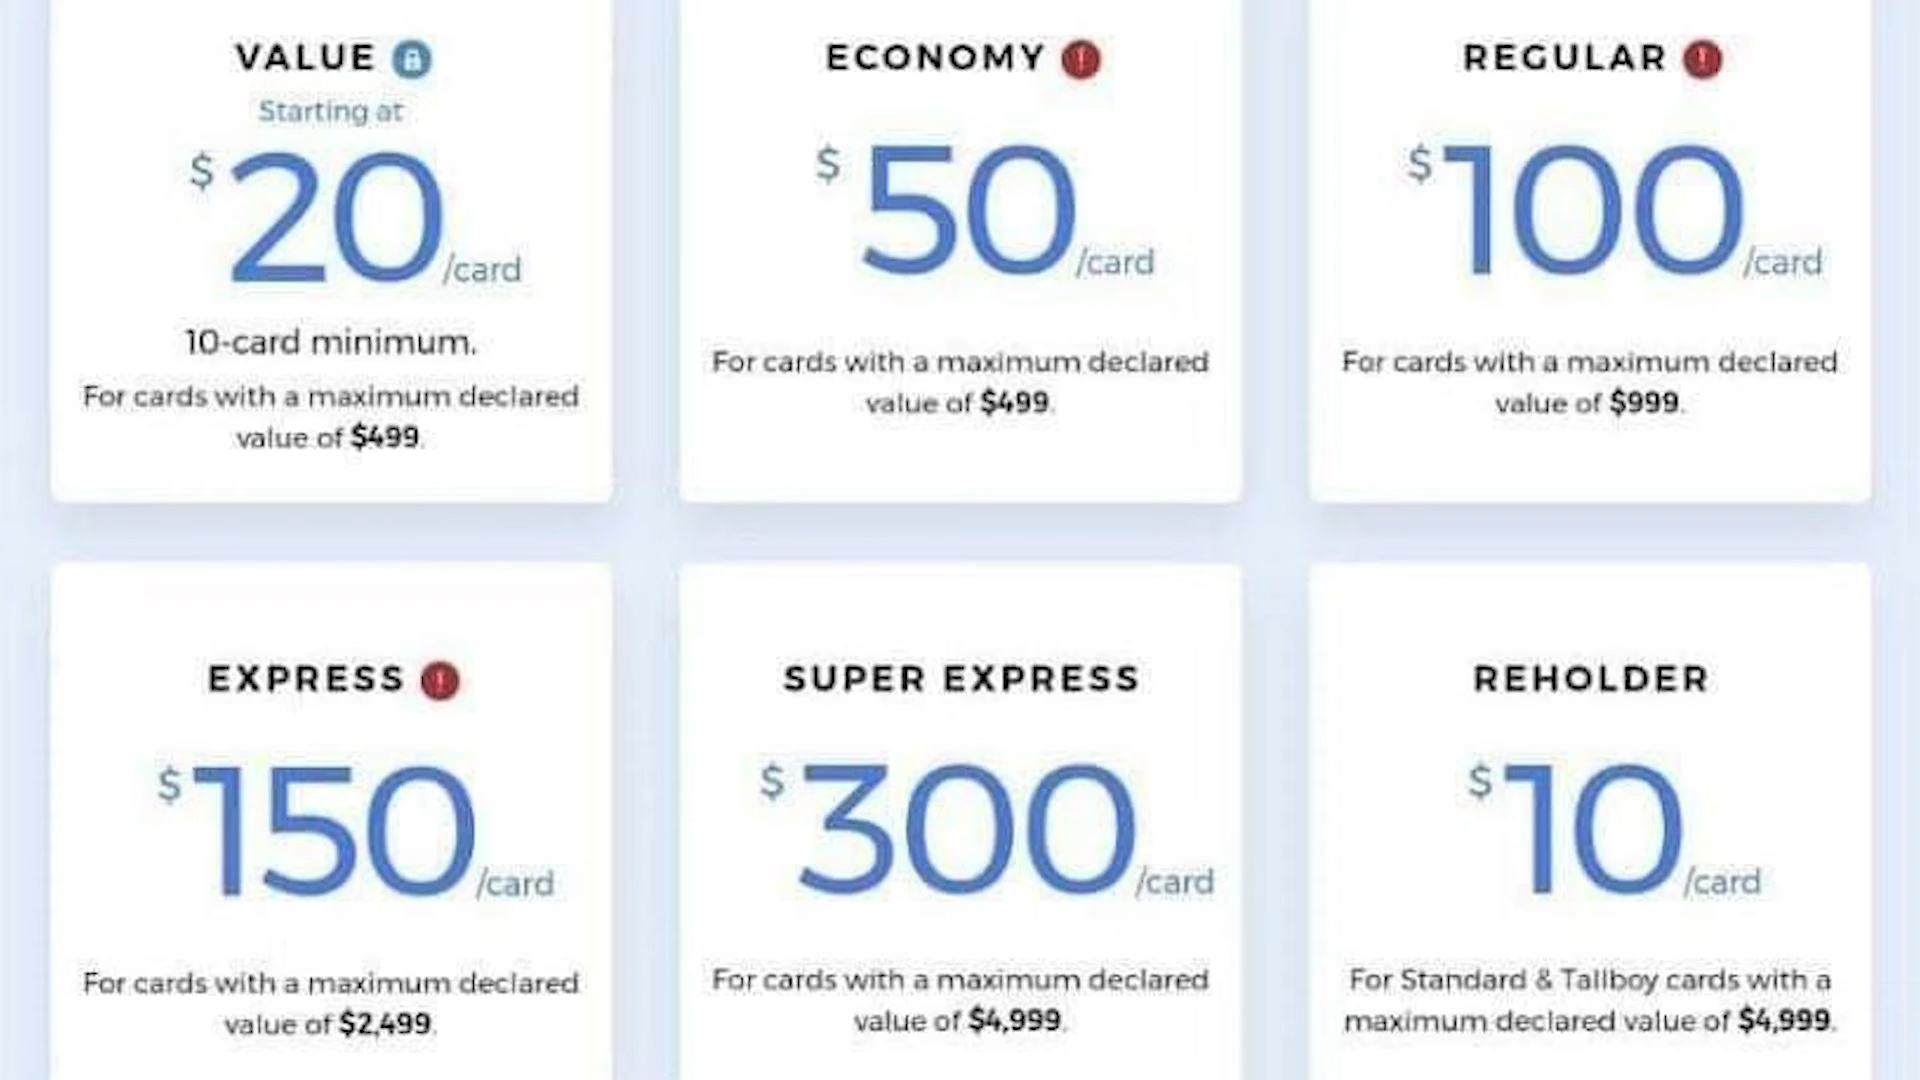 VALUE
Starting at
$20/card
10-card minimum.
For cards with a maximum declared
value of $499.
ECONOMY !
$50/card
For cards with a maximum declared
value of $499.
REGULAR !
$100/card
For cards with a maximum declared
value of $999.
EXPRESS !
$150/card
For cards with a maximum declared
value of $2,499.
SUPER EXPRESS
$300/card
For cards with a maximum declared
value of $4,999.
REHOLDER
$10/card
For Standard & Tallboy cards with a
maximum declared value of $4,999.